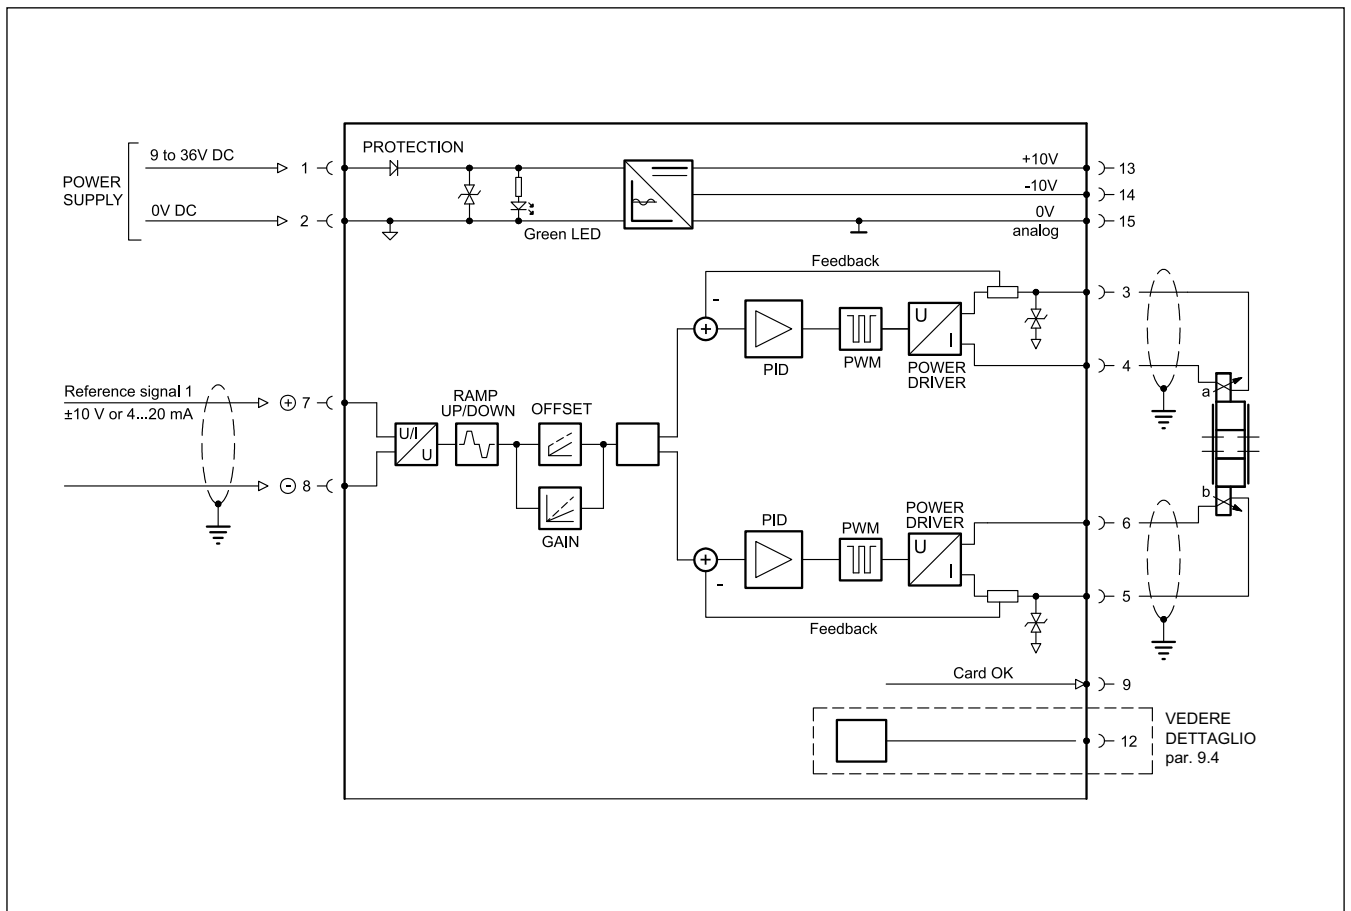 POWER
SUPPLY
9 to 36V DC
0V DC
1
2
PROTECTION
Green LED
+10V
-10V
0V
analog
13
14
15
Feedback
-
+
PID
PWM
U
I
POWER
DRIVER
3
4
Reference signal 1
±10 V or 4...20 mA
+ 7
- 8
U/I
U
RAMP
UP/DOWN
OFFSET
GAIN
a
b
+
-
PID
PWM
POWER
DRIVER
U
I
Feedback
6
5
Card OK
9
12
VEDERE
DETTAGLIO
par. 9.4